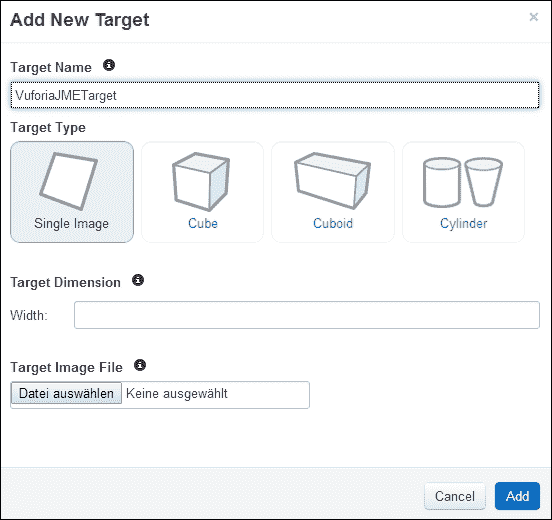 Add New Target
×
Target Name
VuforiaJMETarget
Target Type
Single Image
Cube
Cuboid
Cylinder
Target Dimension
Width:
Target Image File
Datei auswählen Keine ausgewählt
Cancel Add